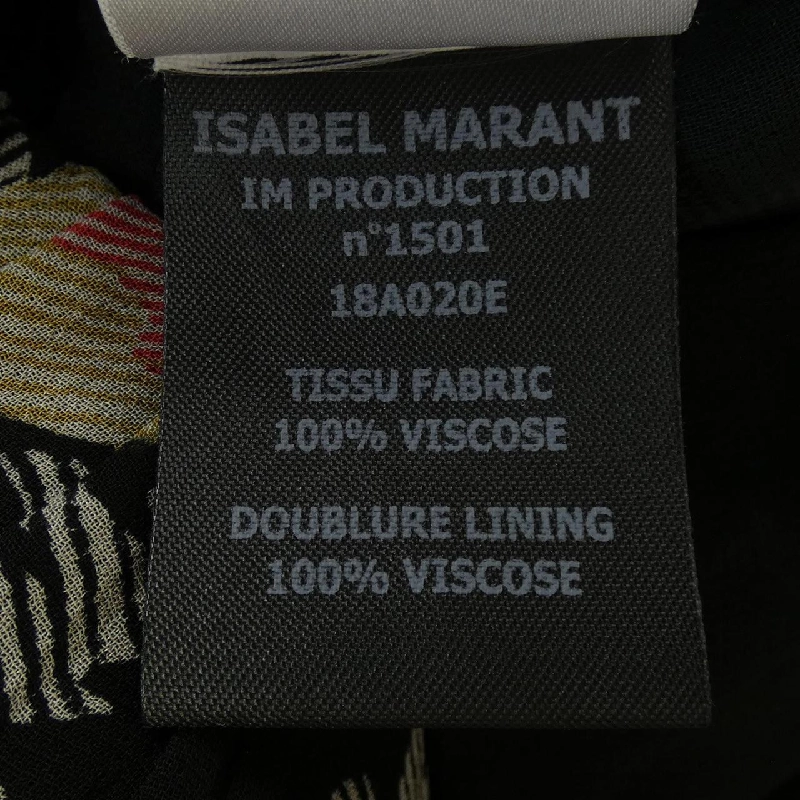 ISABEL MARANT
IM PRODUCTION
n°1501
18A020E
TISSU FABRIC
100% VISCOSE
DOUBLURE LINING
100% VISCOSE